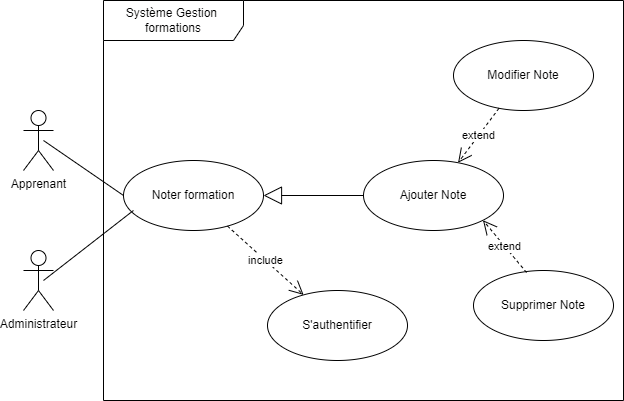 Système Gestion
formations
Modifier Note
extend
Apprenant
Noter formation
Ajouter Note
extend
include
Supprimer Note
Administrateur
S'authentifier